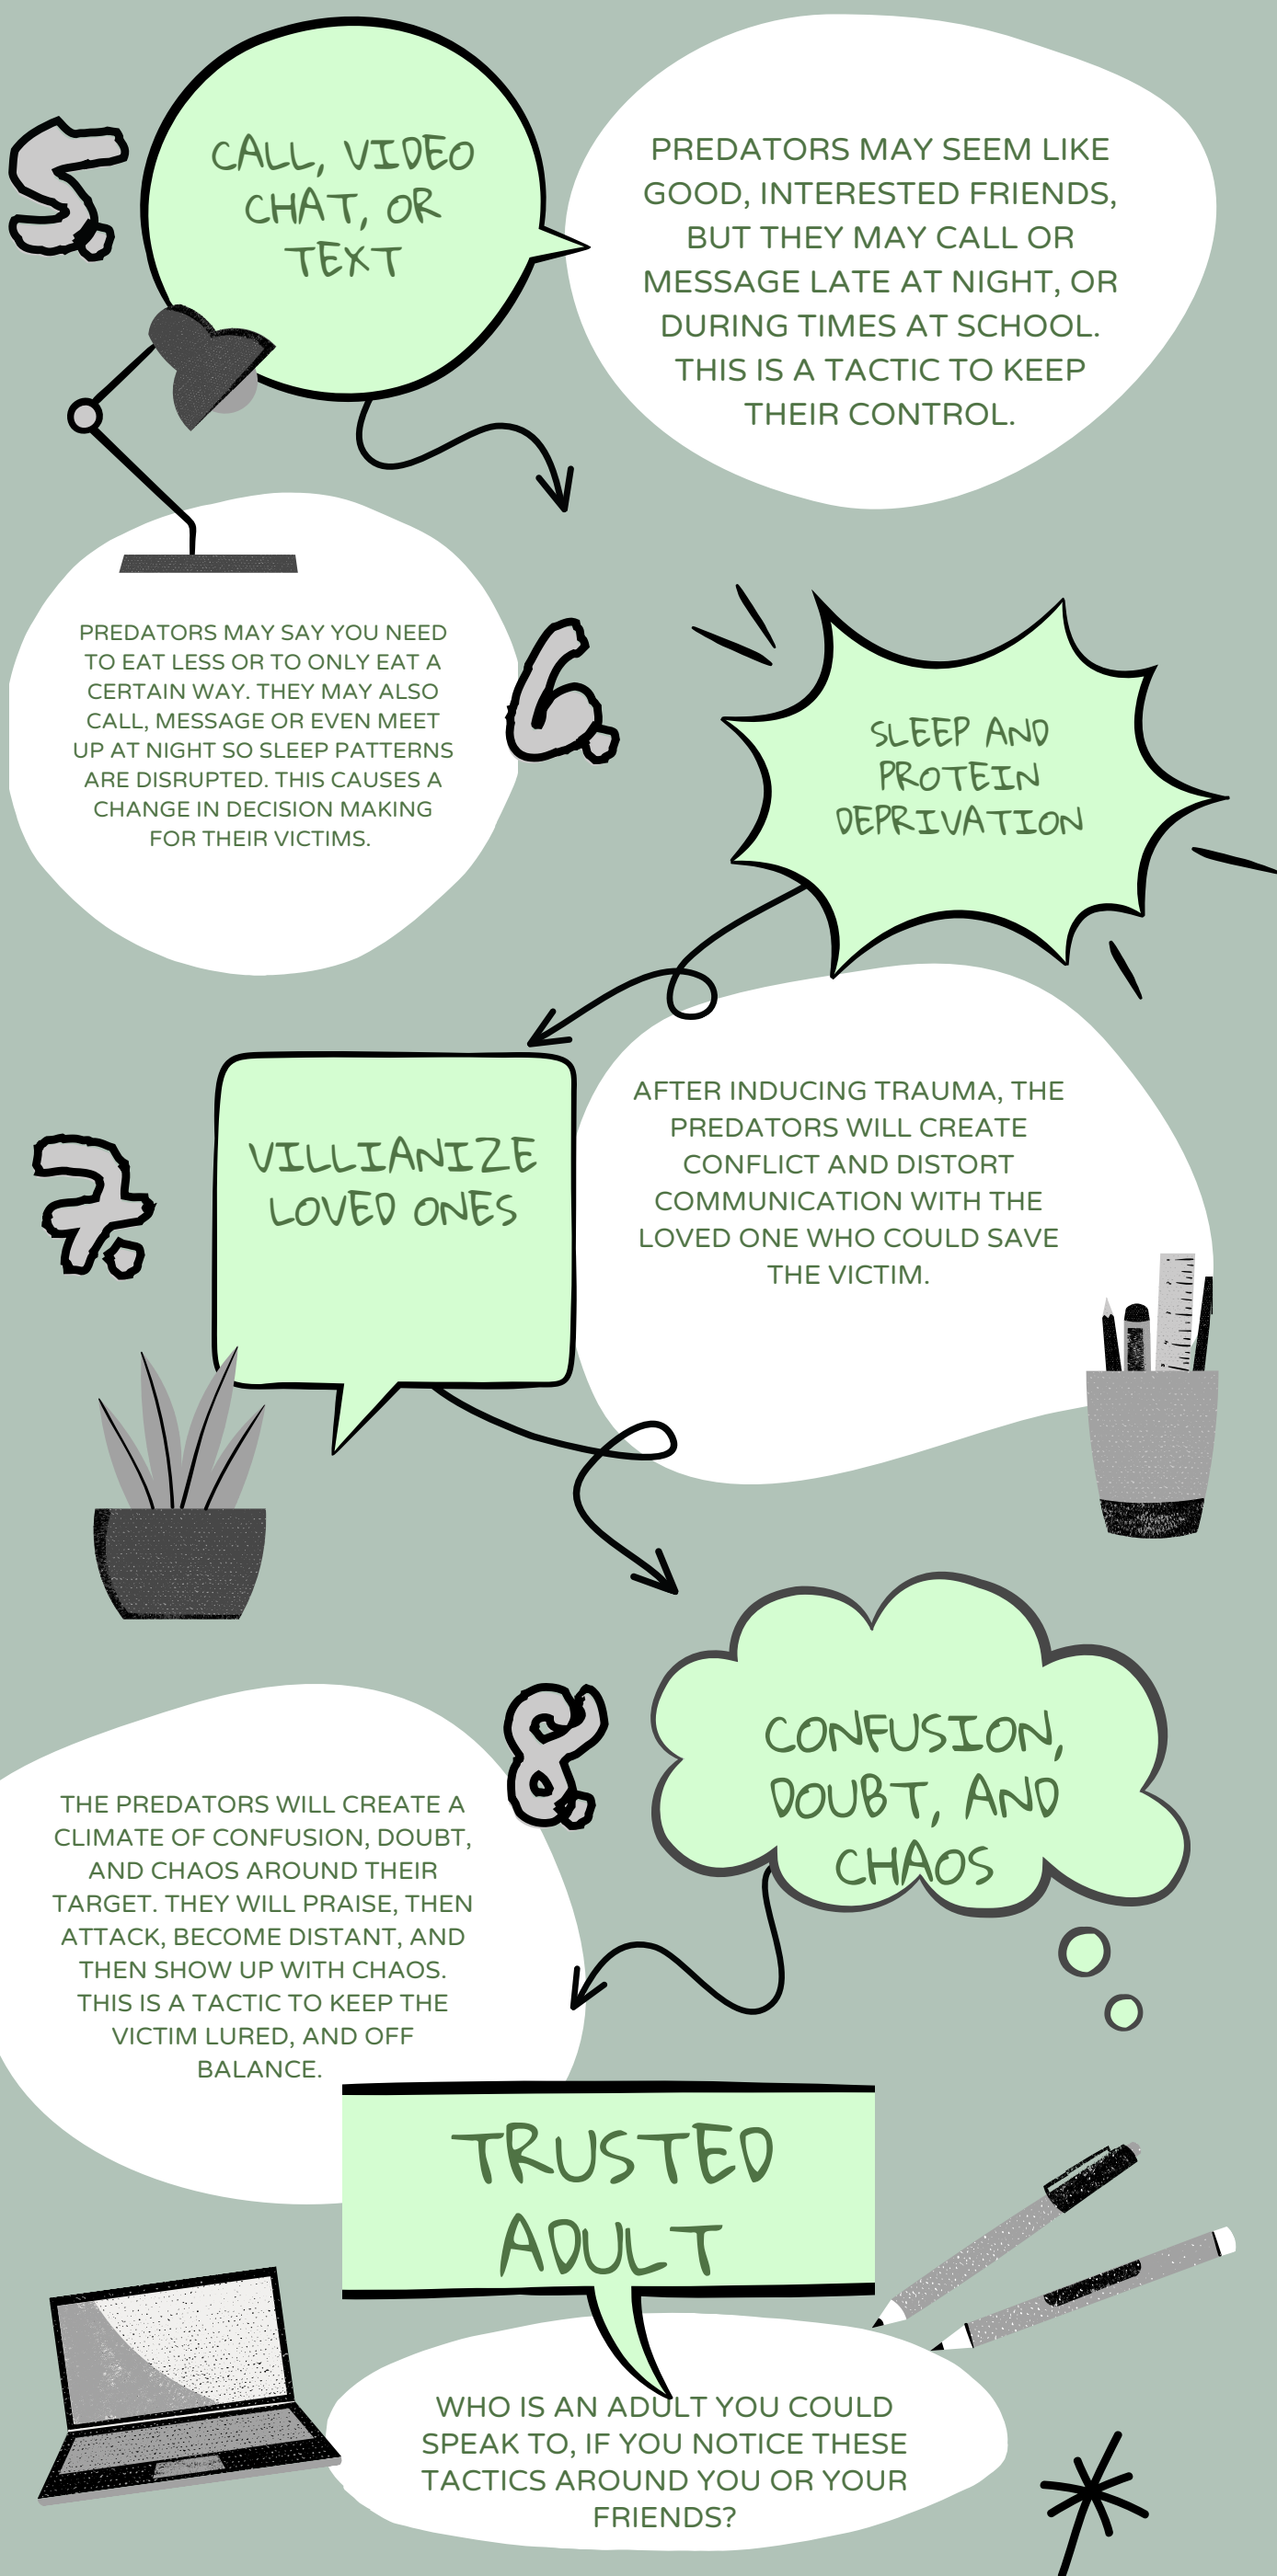 5.
CALL, VIDEO
CHAT, OR
TEXT
PREDATORS MAY SEEM LIKE
GOOD, INTERESTED FRIENDS,
BUT THEY MAY CALL OR
MESSAGE LATE AT NIGHT, OR
DURING TIMES AT SCHOOL.
THIS IS A TACTIC TO KEEP
THEIR CONTROL.
6.
SLEEP AND
PROTEIN
DEPRIVATION
PREDATORS MAY SAY YOU NEED
TO EAT LESS OR TO ONLY EAT A
CERTAIN WAY. THEY MAY ALSO
CALL, MESSAGE OR EVEN MEET
UP AT NIGHT SO SLEEP PATTERNS
ARE DISRUPTED. THIS CAUSES A
CHANGE IN DECISION MAKING
FOR THEIR VICTIMS.
7.
VILLIANIZE
LOVED ONES
AFTER INDUCING TRAUMA, THE
PREDATORS WILL CREATE
CONFLICT AND DISTORT
COMMUNICATION WITH THE
LOVED ONE WHO COULD SAVE
THE VICTIM.
8.
CONFUSION,
DOUBT, AND
CHAOS
THE PREDATORS WILL CREATE A
CLIMATE OF CONFUSION, DOUBT,
AND CHAOS AROUND THEIR
TARGET. THEY WILL PRAISE, THEN
ATTACK, BECOME DISTANT, AND
THEN SHOW UP WITH CHAOS.
THIS IS A TACTIC TO KEEP THE
VICTIM LURED, AND OFF
BALANCE.
TRUSTED
ADULT
WHO IS AN ADULT YOU COULD
SPEAK TO, IF YOU NOTICE THESE
TACTICS AROUND YOU OR YOUR
FRIENDS?